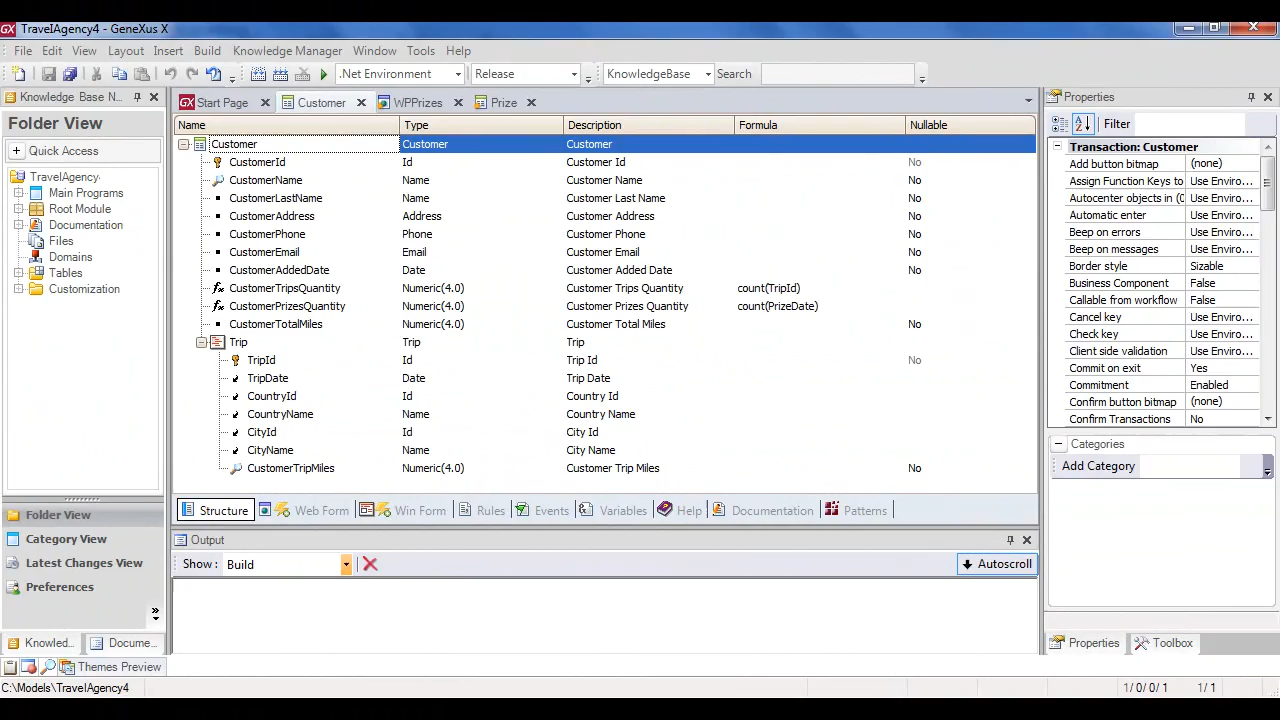 TravelAgency4 - GeneXus X
File Edit View Layout Insert Build Knowledge Manager Window Tools Help
.Net Environment Release KnowledgeBase Search
Knowledge Base N...
Folder View
Quick Access
TravelAgency
Main Programs
Root Module
Documentation
Files
Domains
Tables
Customization
Folder View
Category View
Latest Changes View
Preferences
Knowled... Docume...
Start Page Customer WPPrizes Prize
Name Type Description Formula Nullable
Customer Customer Customer
CustomerId Id Customer Id No
CustomerName Name Customer Name No
CustomerLastName Name Customer Last Name No
CustomerAddress Address Customer Address No
CustomerPhone Phone Customer Phone No
CustomerEmail Email Customer Email No
CustomerAddedDate Date Customer Added Date No
CustomerTripsQuantity Numeric(4.0) Customer Trips Quantity count(TripId)
CustomerPrizesQuantity Numeric(4.0) Customer Prizes Quantity count(PrizeDate)
CustomerTotalMiles Numeric(4.0) Customer Total Miles No
Trip Trip Trip
TripId Id Trip Id No
TripDate Date Trip Date
CountryId Id Country Id
CountryName Name Country Name
CityId Id City Id
CityName Name City Name
CustomerTripMiles Numeric(4.0) Customer Trip Miles No
Structure Web Form Win Form Rules Events Variables Help Documentation Patterns
Output
Show : Build Autoscroll
Properties
Filter
Transaction: Customer
Add button bitmap (none)
Assign Function Keys to Use Enviro...
Autocenter objects in (C Use Enviro...
Automatic enter Use Enviro...
Beep on errors Use Enviro...
Beep on messages Use Enviro...
Border style Sizable
Business Component False
Callable from workflow False
Cancel key Use Enviro...
Check key Use Enviro...
Client side validation Use Enviro...
Commit on exit Yes
Commitment Enabled
Confirm button bitmap (none)
Confirm Transactions No
Categories
Add Category
Properties Toolbox
Themes Preview
C:\Models\TravelAgency4 1/ 0/ 0/ 1 1/ 1